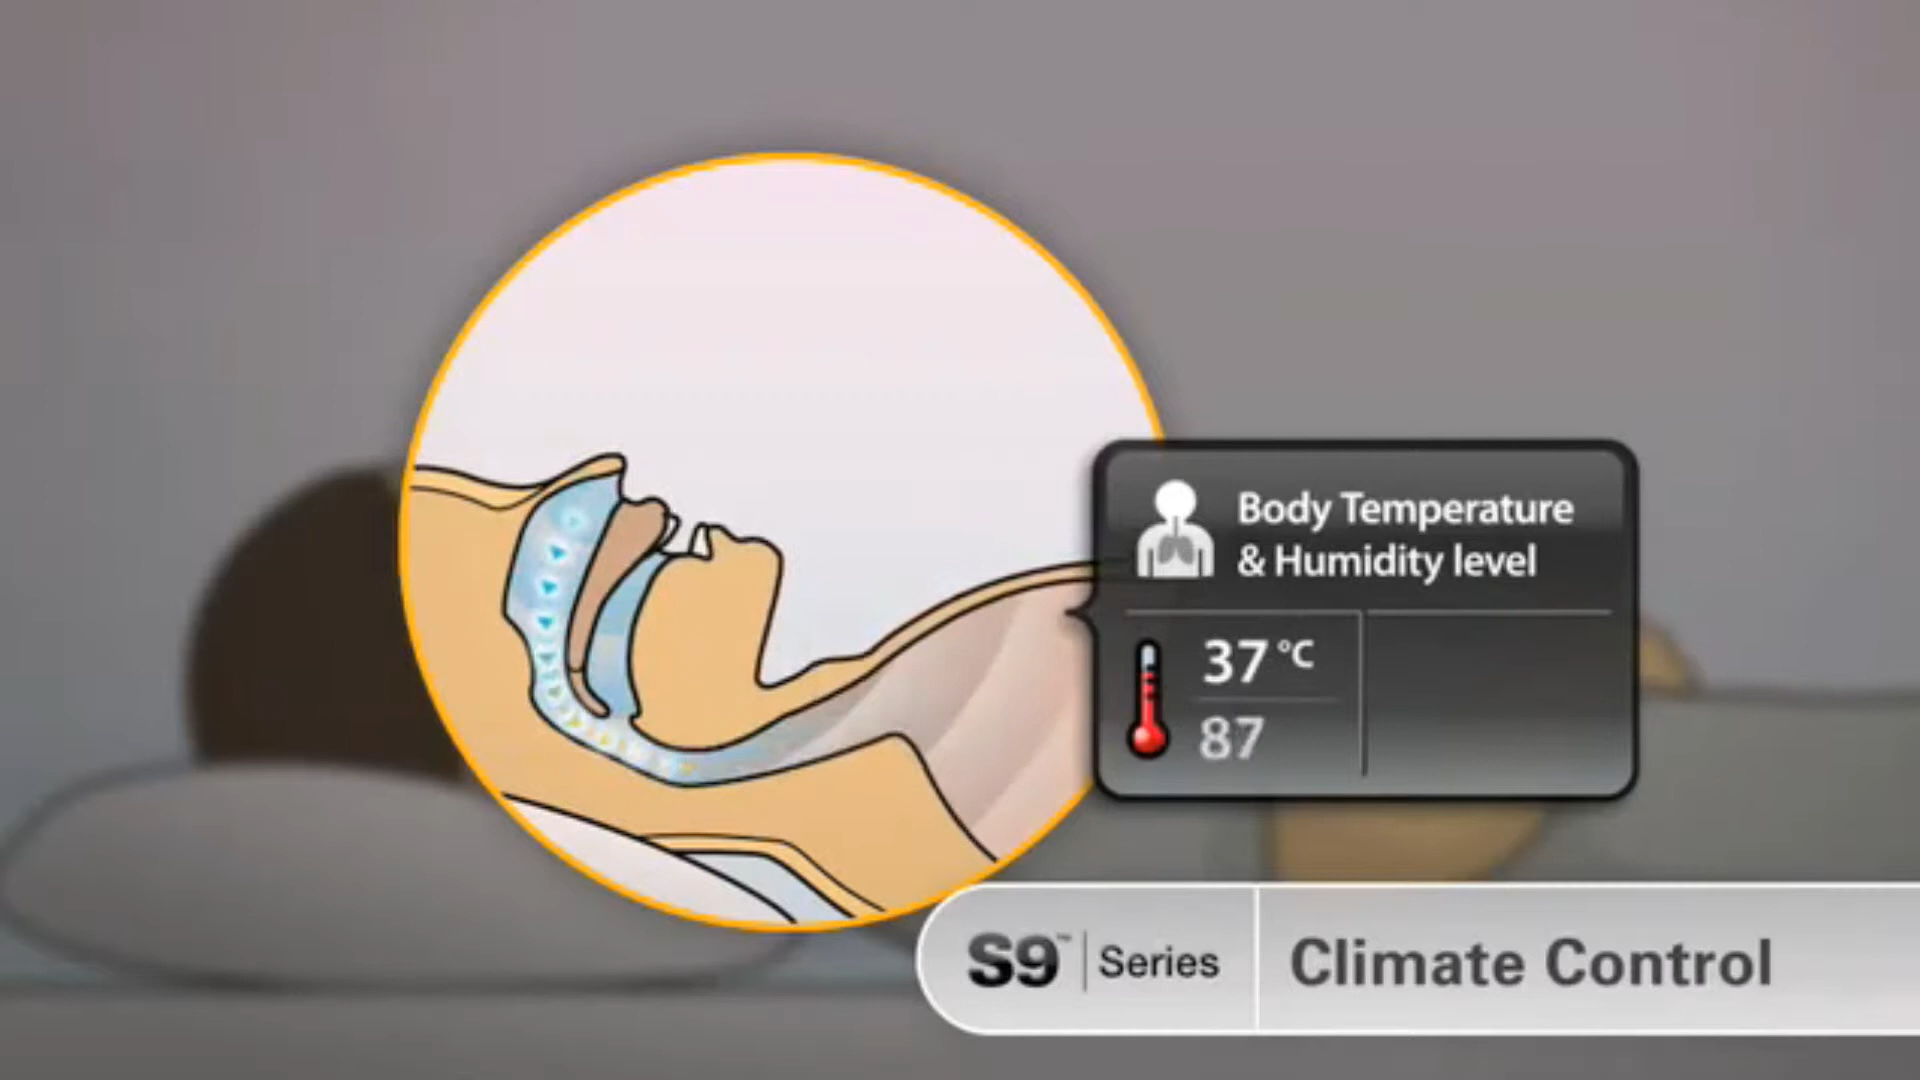 Body Temperature
& Humidity level
37 °C
87
S9™ Series
Climate Control